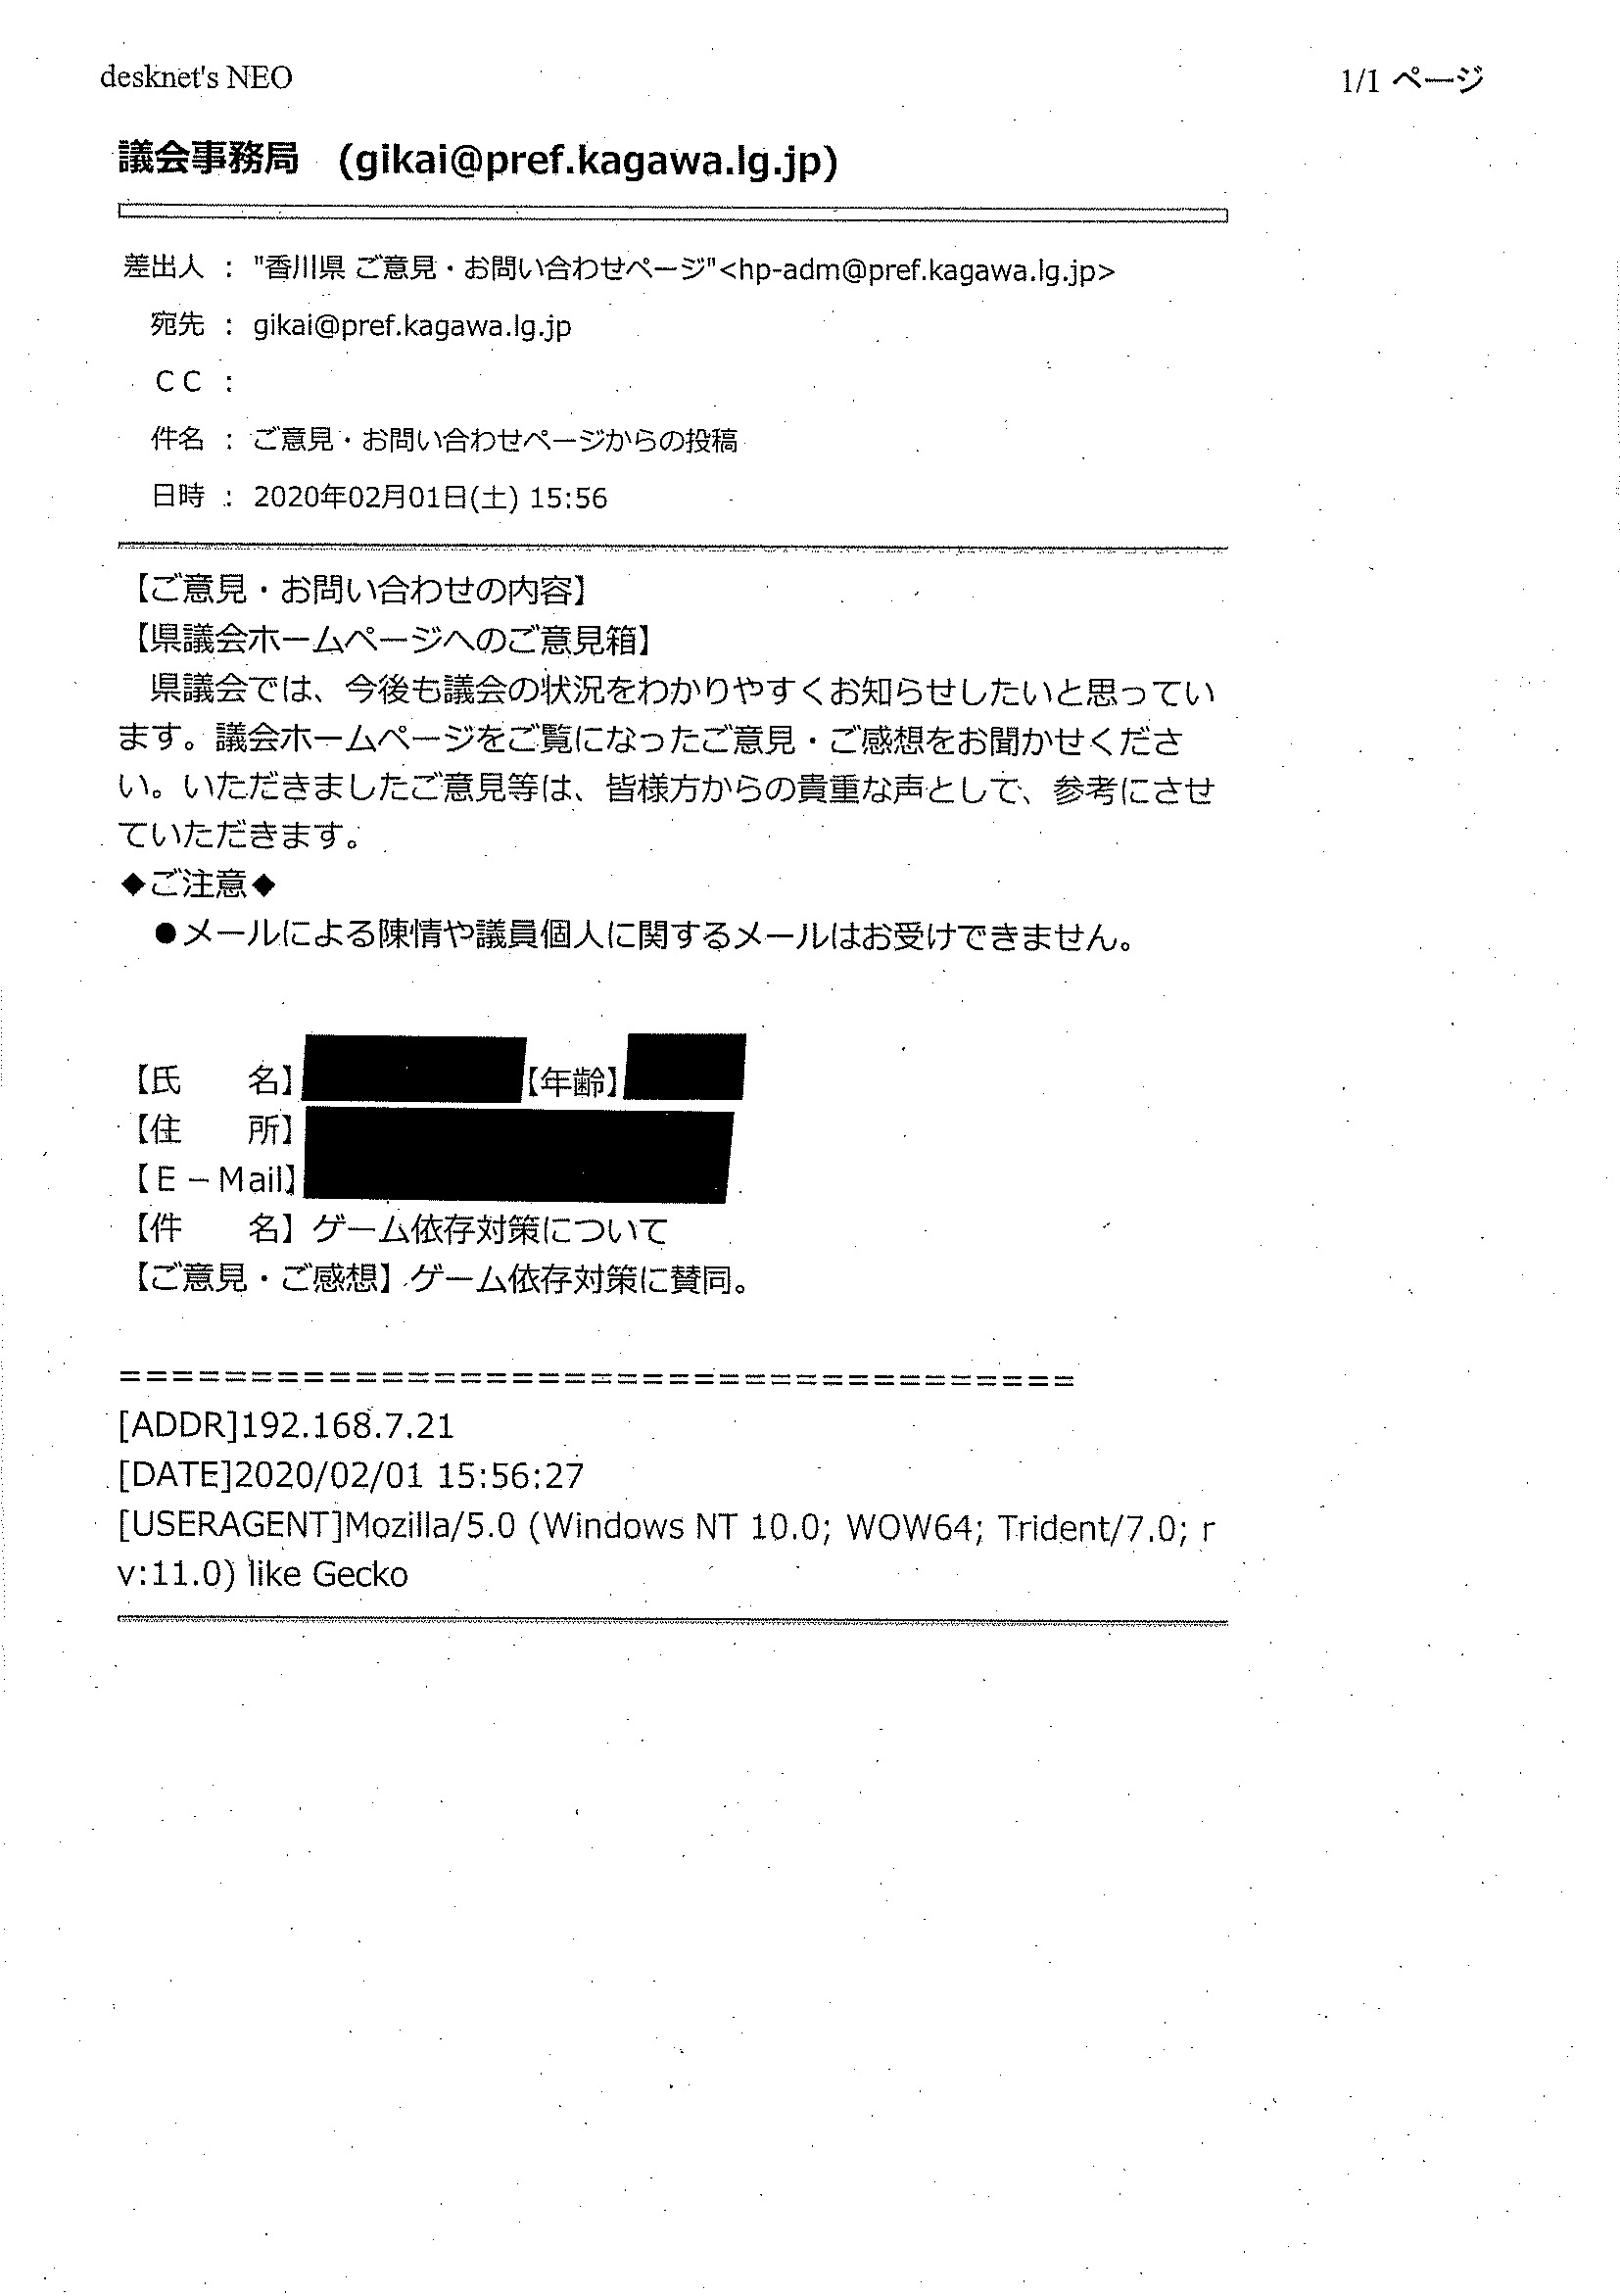 desknet's NEO
1/1 ページ
議会事務局 (gikai@pref.kagawa.lg.jp)
差出人 : "香川県 ご意見・お問い合わせページ"<hp-adm@pref.kagawa.lg.jp>
宛先 : gikai@pref.kagawa.lg.jp
CC :
件名 : ご意見・お問い合わせページからの投稿
日時 : 2020年02月01日(土) 15:56
【ご意見・お問い合わせの内容】
【県議会ホームページへのご意見箱】
　県議会では、今後も議会の状況をわかりやすくお知らせしたいと思ってい
ます。議会ホームページをご覧になったご意見・ご感想をお聞かせくださ
い。いただきましたご意見等は、皆様方からの貴重な声として、参考にさせ
ていただきます。
◆ご注意◆
　●メールによる陳情や議員個人に関するメールはお受けできません。
【氏　　名】 【年齢】
【住　　所】
【E－Mail】
【件　　名】ゲーム依存対策について
【ご意見・ご感想】ゲーム依存対策に賛同。
=====================================
[ADDR]192.168.7.21
[DATE]2020/02/01 15:56:27
[USERAGENT]Mozilla/5.0 (Windows NT 10.0; WOW64; Trident/7.0; r
v:11.0) like Gecko